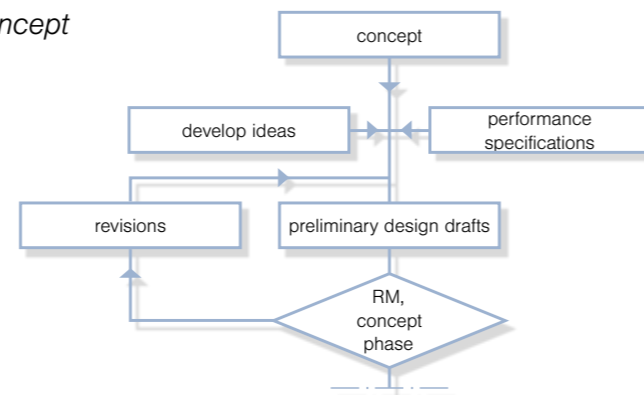 ncept
concept
develop ideas
performance
specifications
revisions
preliminary design drafts
RM,
concept
phase